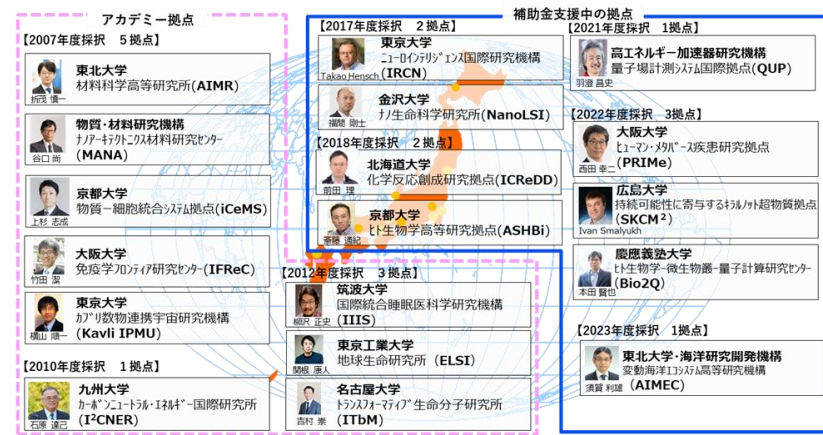 アカデミー拠点
【2007年度採択 5拠点】
東北大学
材料科学高等研究所(AIMR)
折茂 慎一
物質・材料研究機構
ナノアーキテクトニクス材料研究センター
(MANA)
谷口 尚
京都大学
物質－細胞統合システム拠点(iCeMS)
上杉 志成
大阪大学
免疫学フロンティア研究センター(IFReC)
竹田 潔
東京大学
カブリ数物連携宇宙研究機構
(Kavli IPMU)
横山 順一
【2010年度採択 1拠点】
九州大学
カーボンニュートラル・エネルギー国際研究所
(I²CNER)
石原 達己
【2012年度採択 3拠点】
筑波大学
国際統合睡眠医科学研究機構
(IIIS)
柳沢 正史
東京工業大学
地球生命研究所（ELSI)
関根 康人
名古屋大学
トランスフォーマティブ生命分子研究所
(ITbM)
吉村 崇
補助金支援中の拠点
【2017年度採択 2拠点】
東京大学
ニューロインテリジェンス国際研究機構
(IRCN)
Takao Hensch
金沢大学
ナノ生命科学研究所(NanoLSI)
福間 剛士
【2018年度採択 2拠点】
北海道大学
化学反応創成研究拠点(ICReDD)
前田 理
京都大学
ヒト生物学高等研究拠点(ASHBi)
斎藤 通紀
【2021年度採択 1拠点】
高エネルギー加速器研究機構
量子場計測システム国際拠点(QUP)
羽澄 昌史
【2022年度採択 3拠点】
大阪大学
ヒューマン・メタバース疾患研究拠点
(PRIMe)
西田 幸二
広島大学
持続可能性に寄与するキラルノット超物質拠点
(SKCM²)
Ivan Smalyukh
慶應義塾大学
ヒト生物学-微生物叢-量子計算研究センター
(Bio2Q)
本田 賢也
【2023年度採択 1拠点】
東北大学・海洋研究開発機構
変動海洋エコシステム高等研究機構
(AIMEC)
須賀 利雄